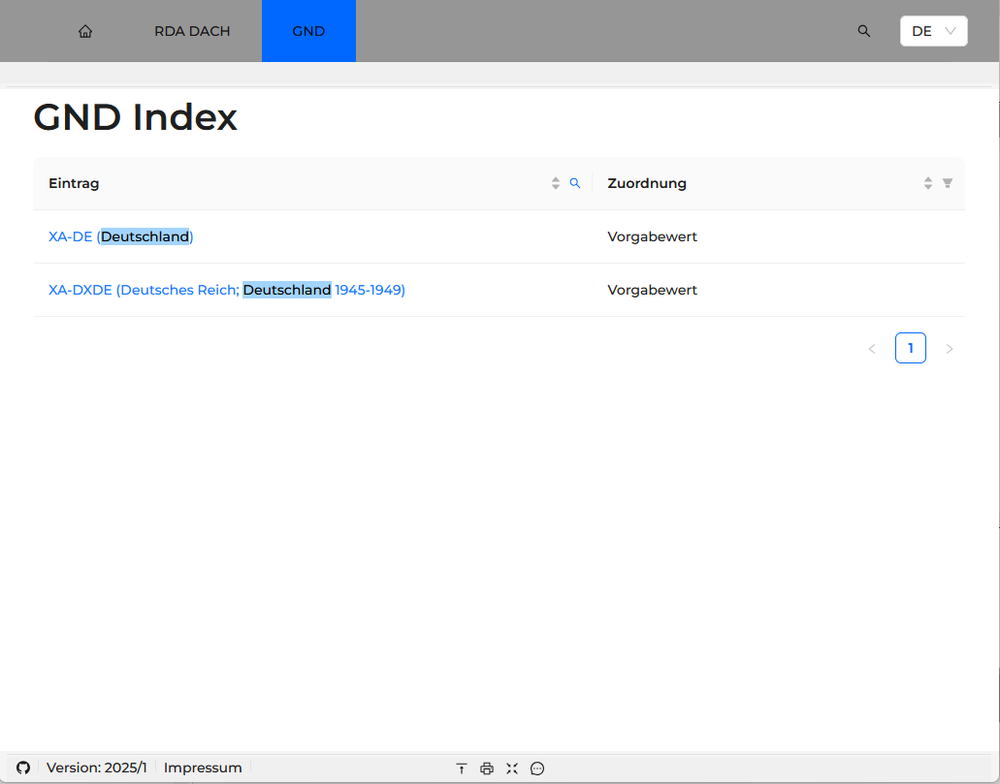 RDA DACH GND DE
GND Index
Eintrag Zuordnung
XA-DE (Deutschland) Vorgabewert
XA-DXDE (Deutsches Reich; Deutschland 1945-1949) Vorgabewert
< 1 >
Version: 2025/1 Impressum